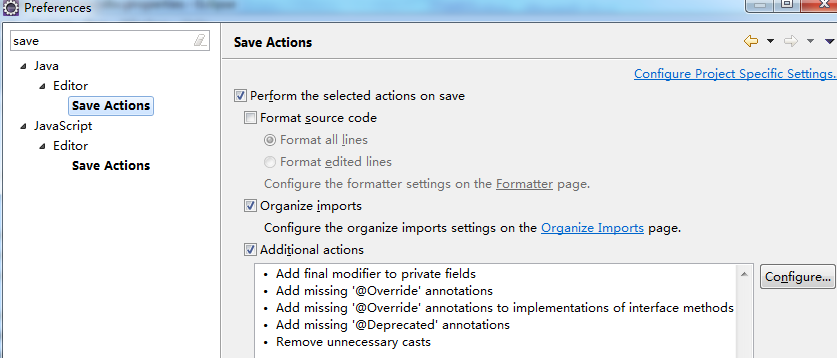 Preferences
save
Save Actions
Configure Project Specific Settings.
Java
Editor
Save Actions
JavaScript
Editor
Save Actions
Perform the selected actions on save
Format source code
Format all lines
Format edited lines
Configure the formatter settings on the Formatter page.
Organize imports
Configure the organize imports settings on the Organize Imports page.
Additional actions
• Add final modifier to private fields
• Add missing '@Override' annotations
• Add missing '@Override' annotations to implementations of interface methods
• Add missing '@Deprecated' annotations
• Remove unnecessary casts
Configure...